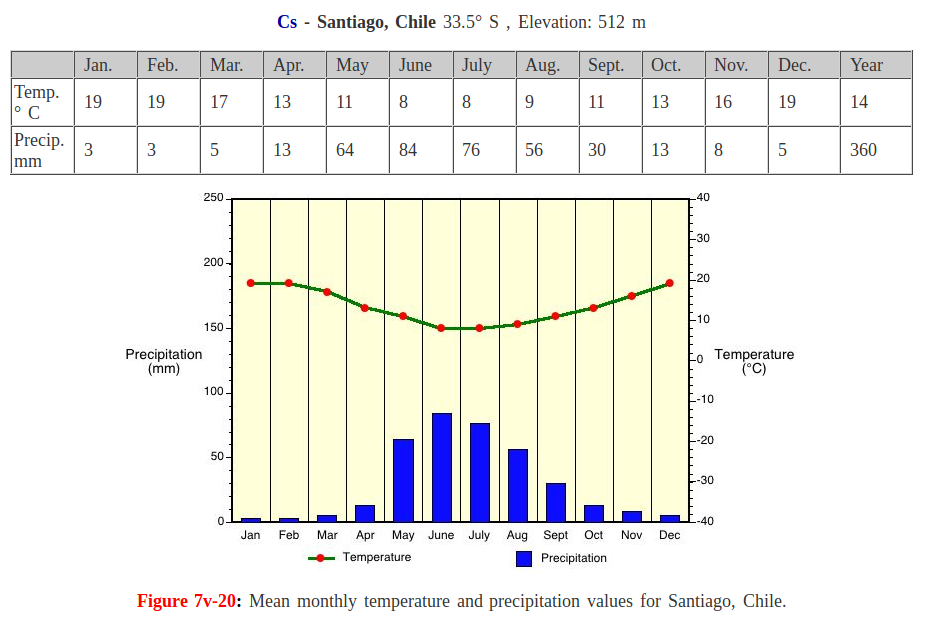 Cs - Santiago, Chile 33.5° S , Elevation: 512 m
Jan. Feb. Mar. Apr. May June July Aug. Sept. Oct. Nov. Dec. Year
Temp. ° C 19 19 17 13 11 8 8 9 11 13 16 19 14
Precip. mm 3 3 5 13 64 84 76 56 30 13 8 5 360
250 40
30
200 20
10
150
Precipitation (mm) 0 Temperature (°C)
100 -10
-20
50
-30
0 -40
Jan Feb Mar Apr May June July Aug Sept Oct Nov Dec
Temperature Precipitation
Figure 7v-20: Mean monthly temperature and precipitation values for Santiago, Chile.